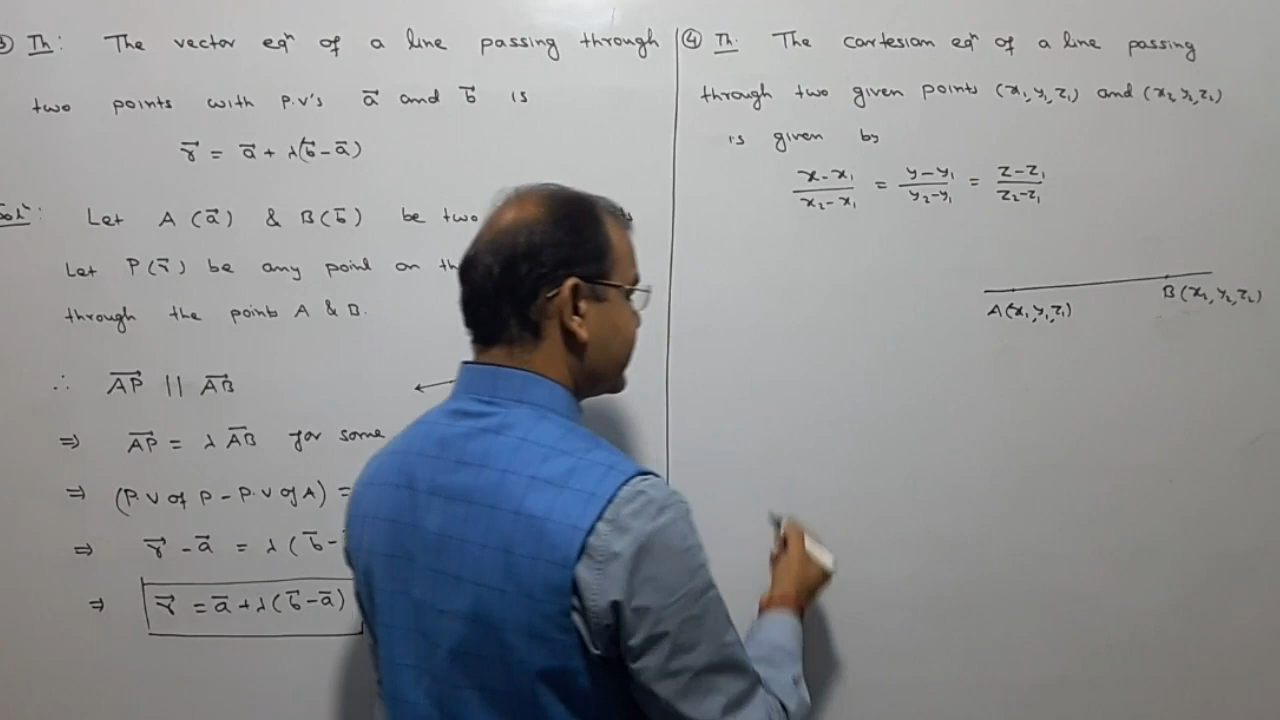 ③ Th: The vector eqⁿ of a line passing through
two points with p.v's a⃗ and b⃗ is
r⃗ = a⃗ + λ(b⃗ - a⃗)
Solⁿ: Let A (a⃗) & B(b⃗) be two
Let P(r⃗) be any point on
through the points A & B.
∴ AP⃗ || AB⃗
⇒ AP⃗ = λ AB⃗ for some
⇒ (P.V of P - P.V of A) =
⇒ r⃗ - a⃗ = λ (b⃗ -
⇒ r⃗ = a⃗ + λ(b⃗ - a⃗)
④ Th. The cartesian eqⁿ of a line passing
through two given points (x₁, y₁, z₁) and (x₂, y₂, z₂)
is given by
x-x₁/x₂-x₁ = y-y₁/y₂-y₁ = z-z₁/z₂-z₁
A(x₁, y₁, z₁) B(x₂, y₂, z₂)